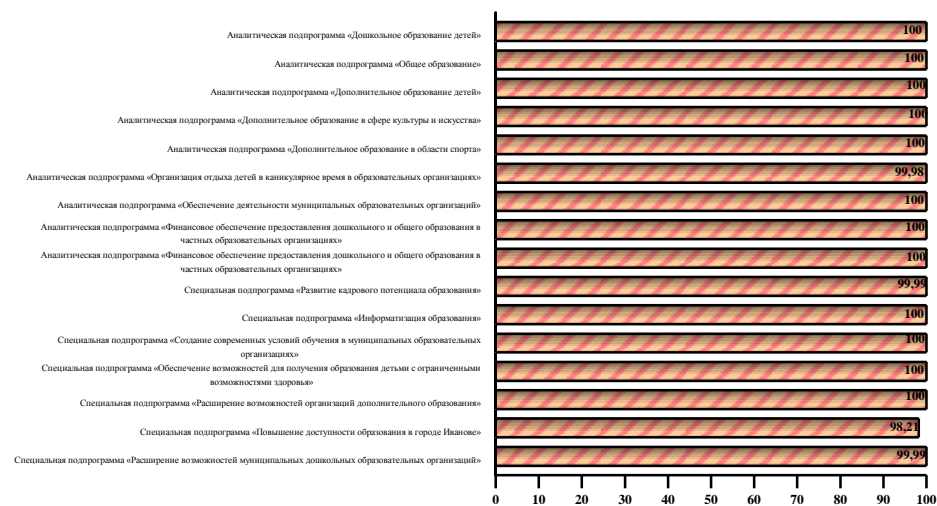 Аналитическая подпрограмма «Дошкольное образование детей»
100
Аналитическая подпрограмма «Общее образование»
100
Аналитическая подпрограмма «Дополнительное образование детей»
100
Аналитическая подпрограмма «Дополнительное образование в сфере культуры и искусства»
100
Аналитическая подпрограмма «Дополнительное образование в области спорта»
100
Аналитическая подпрограмма «Организация отдыха детей в каникулярное время в образовательных организациях»
99,98
Аналитическая подпрограмма «Обеспечение деятельности муниципальных образовательных организаций»
100
Аналитическая подпрограмма «Финансовое обеспечение предоставления дошкольного и общего образования в
частных образовательных организациях»
100
Аналитическая подпрограмма «Финансовое обеспечение предоставления дошкольного и общего образования в
частных образовательных организациях»
100
Специальная подпрограмма «Развитие кадрового потенциала образования»
99,99
Специальная подпрограмма «Информатизация образования»
100
Специальная подпрограмма «Создание современных условий обучения в муниципальных образовательных
организациях»
100
Специальная подпрограмма «Обеспечение возможностей для получения образования детьми с ограниченными
возможностями здоровья»
100
Специальная подпрограмма «Расширение возможностей организаций дополнительного образования»
100
Специальная подпрограмма «Повышение доступности образования в городе Иванове»
98,21
Специальная подпрограмма «Расширение возможностей муниципальных дошкольных образовательных организаций»
99,99
0 10 20 30 40 50 60 70 80 90 100